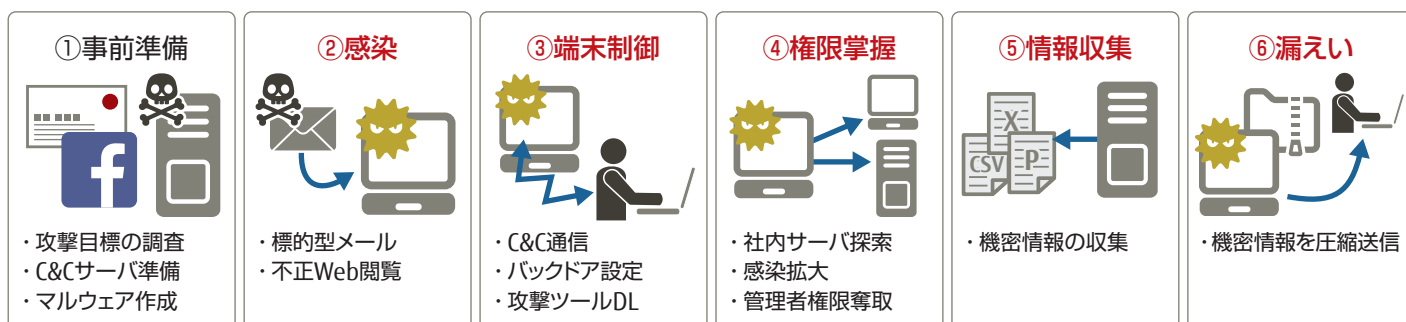 ①事前準備
・攻撃目標の調査
・C&Cサーバ準備
・マルウェア作成
②感染
・標的型メール
・不正Web閲覧
③端末制御
・C&C通信
・バックドア設定
・攻撃ツールDL
④権限掌握
・社内サーバ探索
・感染拡大
・管理者権限奪取
⑤情報収集
X
CSV
P
・機密情報の収集
⑥漏えい
・機密情報を圧縮送信